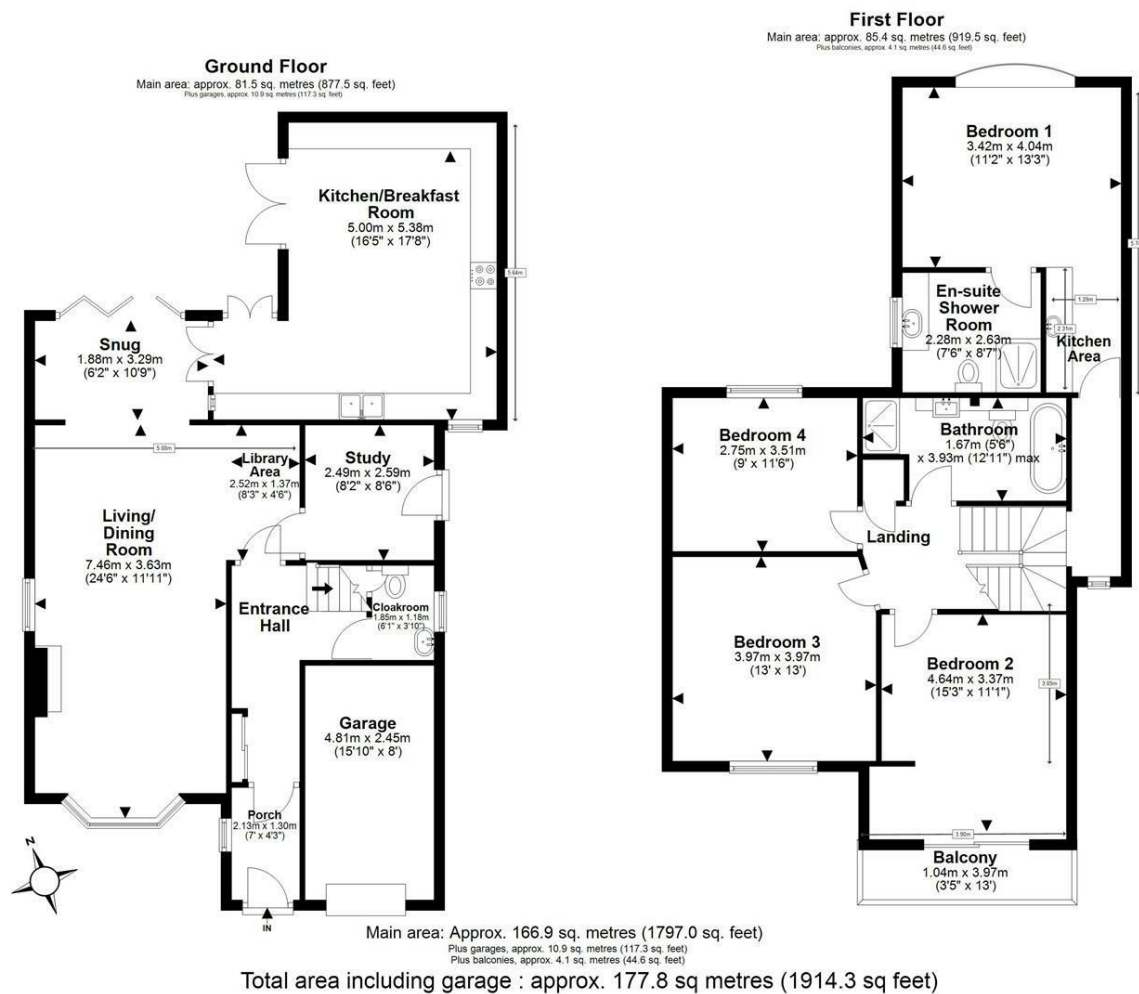 Ground Floor
Main area: approx. 81.5 sq. metres (877.5 sq. feet)
Plus garages, approx. 10.9 sq. metres (117.3 sq. feet)
Kitchen/Breakfast
Room
5.00m x 5.38m
(16'5" x 17'8")
5.64m
Snug
1.88m x 3.29m
(6'2" x 10'9")
5.00m
Library
Area
2.52m x 1.37m
(8'3" x 4'6")
Study
2.49m x 2.59m
(8'2" x 8'6")
Living/
Dining
Room
7.46m x 3.63m
(24'6" x 11'11")
Entrance
Hall
Cloakroom
1.85m x 1.18m
(6'1" x 3'10")
Garage
4.81m x 2.45m
(15'10" x 8')
Porch
2.13m x 1.30m
(7' x 4'3")
IN
N
First Floor
Main area: approx. 85.4 sq. metres (919.5 sq. feet)
Plus balconies, approx. 4.1 sq. metres (44.6 sq. feet)
Bedroom 1
3.42m x 4.04m
(11'2" x 13'3")
En-suite
Shower
Room
2.28m x 2.63m
(7'6" x 8'7")
1.29m
2.31m
Kitchen
Area
Bedroom 4
2.75m x 3.51m
(9' x 11'6")
Bathroom
1.67m (5'6")
x 3.93m (12'11") max
Landing
Bedroom 3
3.97m x 3.97m
(13' x 13')
Bedroom 2
4.64m x 3.37m
(15'3" x 11'1")
3.90m
Balcony
1.04m x 3.97m
(3'5" x 13')
Main area: Approx. 166.9 sq. metres (1797.0 sq. feet)
Plus garages, approx. 10.9 sq. metres (117.3 sq. feet)
Plus balconies, approx. 4.1 sq. metres (44.6 sq. feet)
Total area including garage : approx. 177.8 sq metres (1914.3 sq feet)